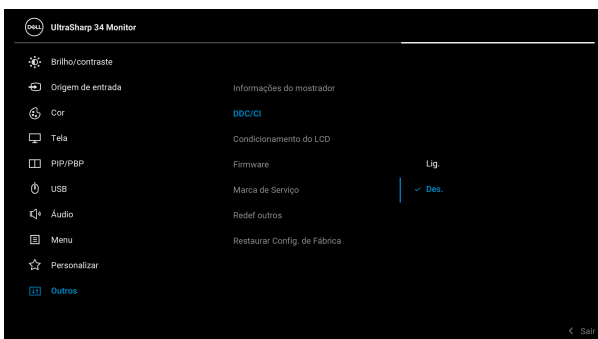 DELL UltraSharp 34 Monitor
Brilho/contraste
Origem de entrada
Cor
Tela
PIP/PBP
USB
Áudio
Menu
Personalizar
Outros
Informações do mostrador
DDC/CI
Condicionamento do LCD
Firmware
Marca de Serviço
Redef outros
Restaurar Config. de Fábrica
Lig.
Des.
Sair